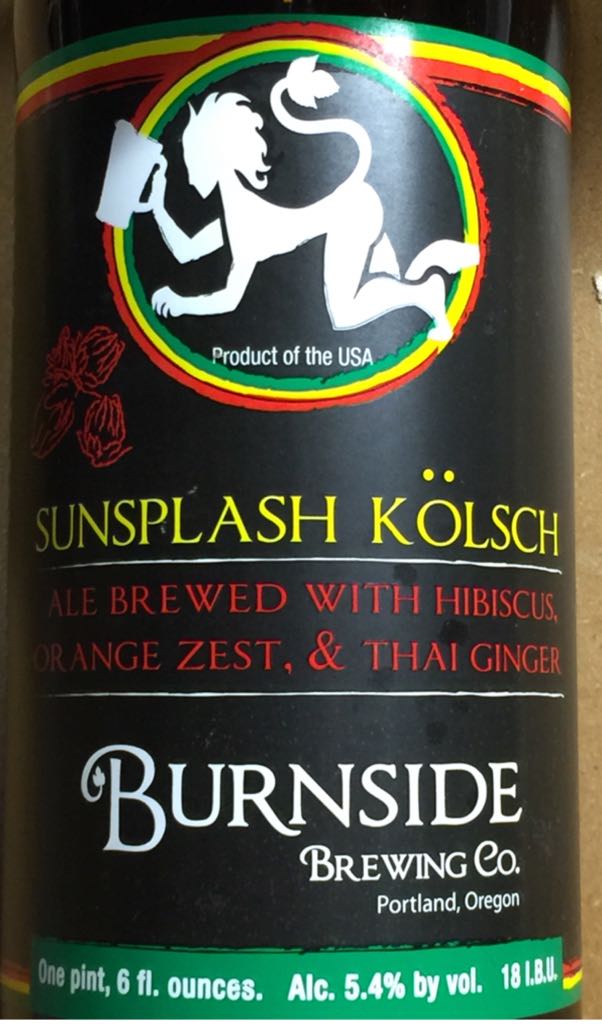 Product of the USA
SUNSPLASH KÖLSCH
ALE BREWED WITH HIBISCUS,
ORANGE ZEST, & THAI GINGER
BURNSIDE
BREWING CO.
Portland, Oregon
One pint, 6 fl. ounces. Alc. 5.4% by vol. 18 I.B.U.